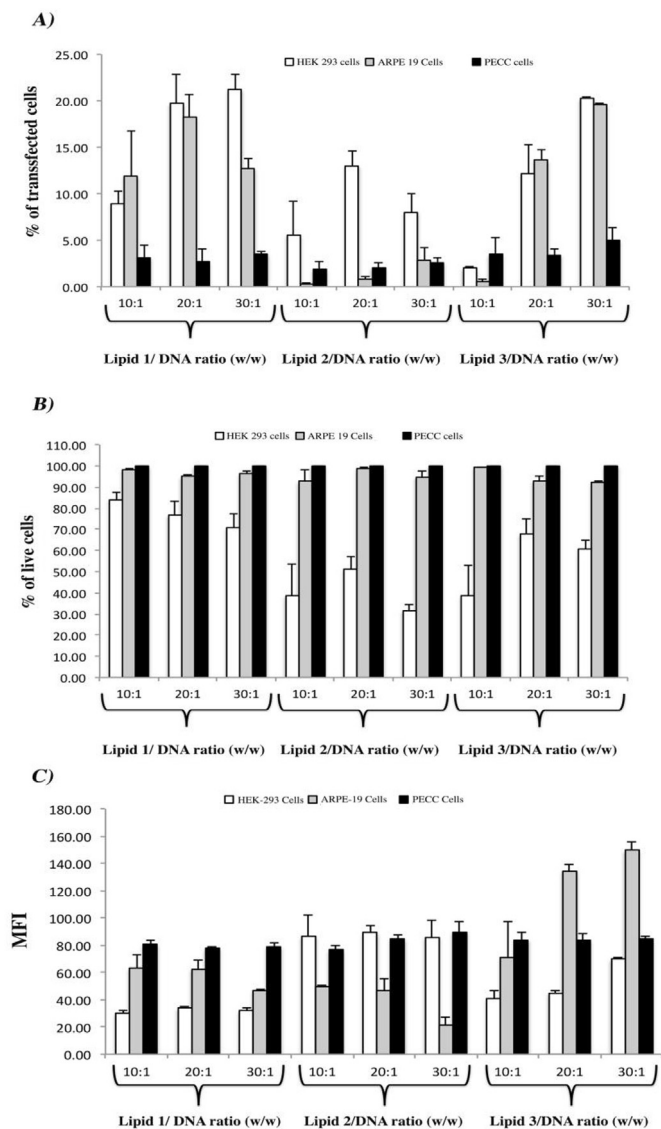 A)
HEK 293 cells ARPE 19 Cells PECC cells
25.00
20.00
15.00
10.00
5.00
0.00
% of transsfected cells
10:1 20:1 30:1 10:1 20:1 30:1 10:1 20:1 30:1
Lipid 1/ DNA ratio (w/w) Lipid 2/DNA ratio (w/w) Lipid 3/DNA ratio (w/w)
B)
HEK 293 cells ARPE 19 Cells PECC cells
110.00
100.00
90.00
80.00
70.00
60.00
50.00
40.00
30.00
20.00
10.00
0.00
% of live cells
10:1 20:1 30:1 10:1 20:1 30:1 10:1 20:1 30:1
Lipid 1/ DNA ratio (w/w) Lipid 2/DNA ratio (w/w) Lipid 3/DNA ratio (w/w)
C)
HEK-293 Cells ARPE-19 Cells PECC Cells
180.00
160.00
140.00
120.00
100.00
80.00
60.00
40.00
20.00
0.00
MFI
10:1 20:1 30:1 10:1 20:1 30:1 10:1 20:1 30:1
Lipid 1/ DNA ratio (w/w) Lipid 2/DNA ratio (w/w) Lipid 3/DNA ratio (w/w)